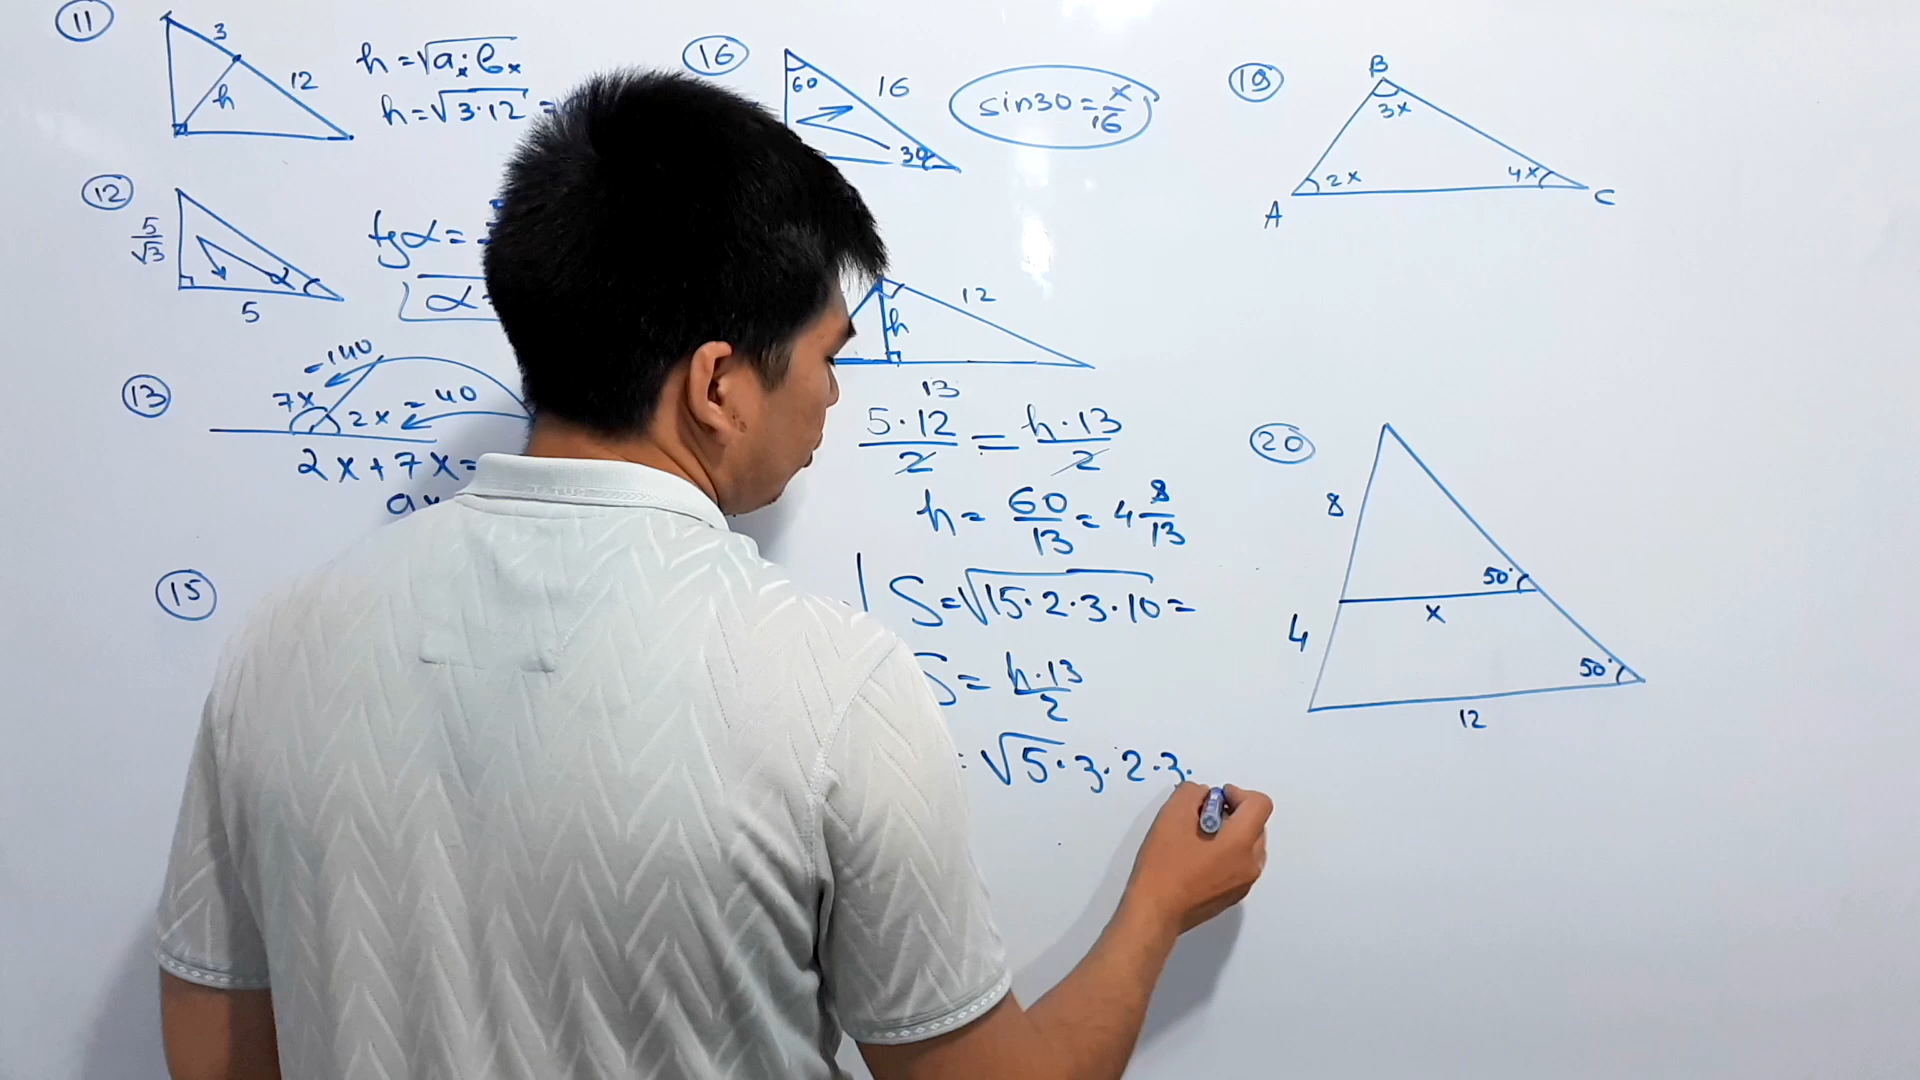 11
3
12
h
h = √a_x · b_x
h = √3·12 =
12
5/√3
5
α
tgα =
α
13
7x = 140
2x = 40
2x + 7x =
9x
15
16
60
16
30
sin30 = x/16
12
h
13
5·12/2 = h·13/2
h = 60/13 = 4 8/13
S = √15·2·3·10 =
S = h·13/2
√5·3·2·3·
19
B
3x
2x
4x
A
C
20
8
50°
x
4
50°
12